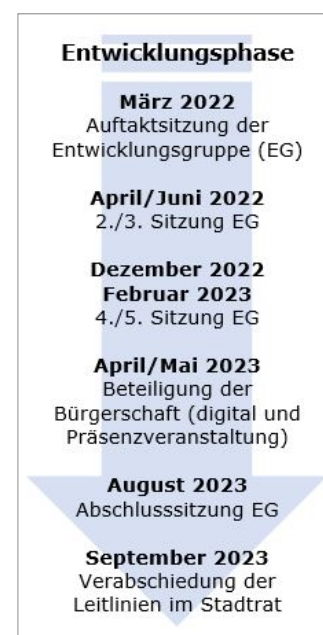 Entwicklungsphase
März 2022
Auftaktsitzung der
Entwicklungsgruppe (EG)
April/Juni 2022
2./3. Sitzung EG
Dezember 2022
Februar 2023
4./5. Sitzung EG
April/Mai 2023
Beteiligung der
Bürgerschaft (digital und
Präsenzveranstaltung)
August 2023
Abschlusssitzung EG
September 2023
Verabschiedung der
Leitlinien im Stadtrat